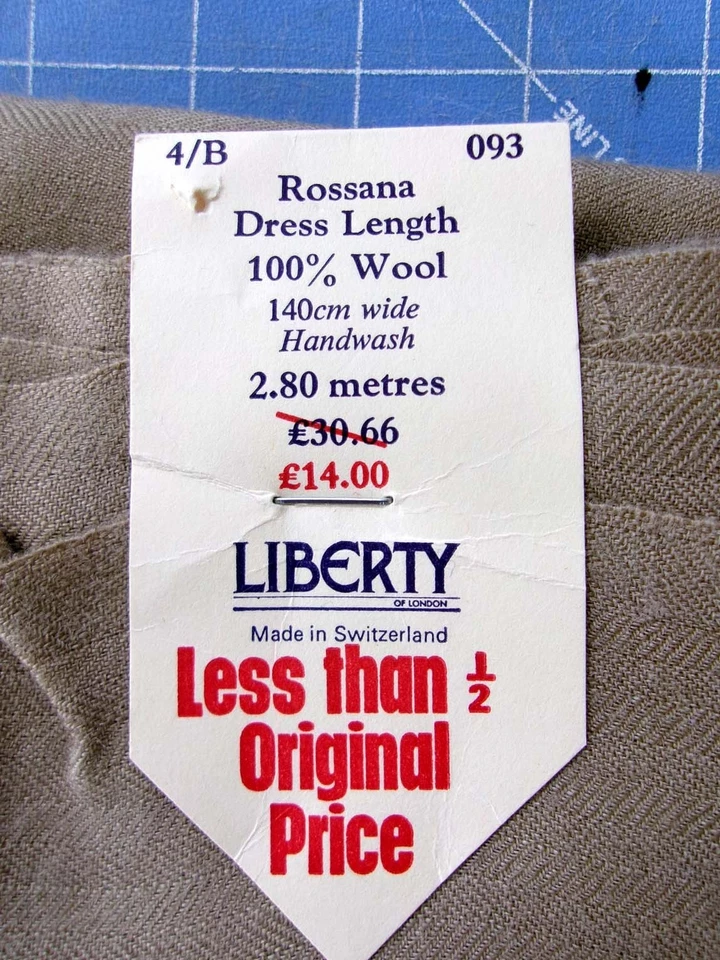 4/B 093
Rossana
Dress Length
100% Wool
140cm wide
Handwash
2.80 metres
£30.66
£14.00
LIBERTY
OF LONDON
Made in Switzerland
Less than ½
Original
Price
LINE